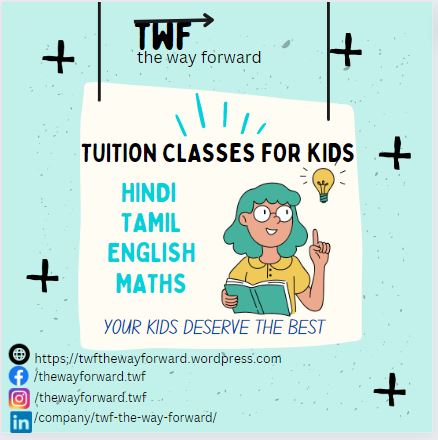 TWF
the way forward
TUITION CLASSES FOR KIDS
HINDI
TAMIL
ENGLISH
MATHS
YOUR KIDS DESERVE THE BEST
https://twfthewayforward.wordpress.com
/thewayforward.twf
/thewayforward.twf
in /company/twf-the-way-forward/